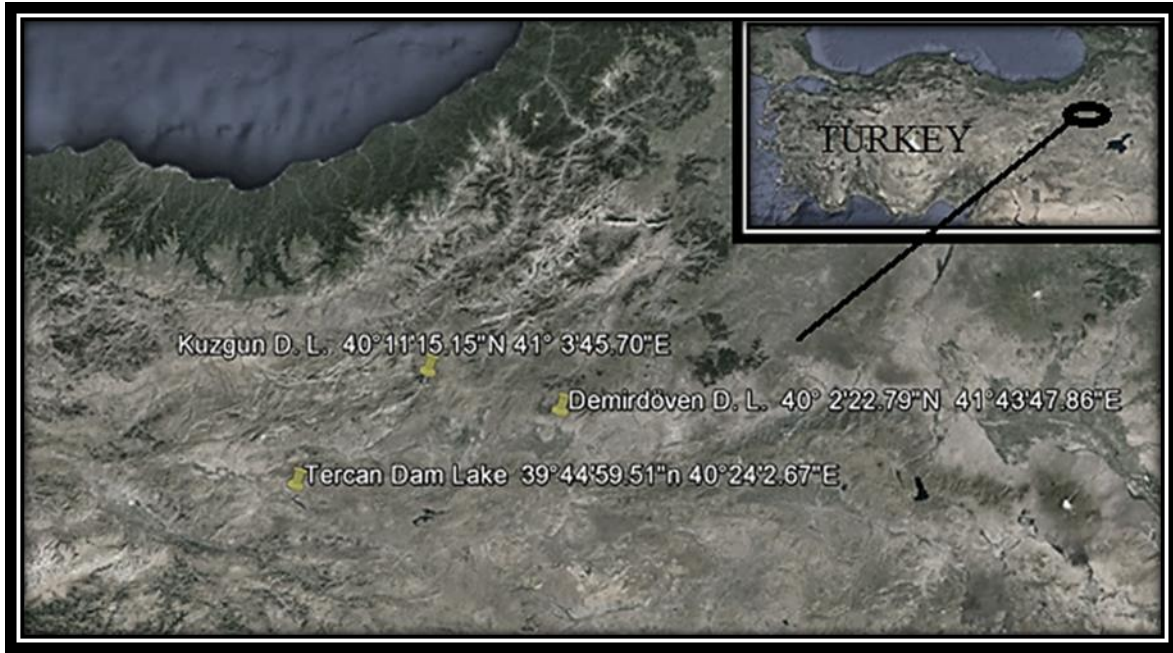 TURKEY
Kuzgun D. L. 40°11'15.15"N 41° 3'45.70"E
Demirdöven D. L. 40° 2'22.79"N 41°43'47.86"E
Tercan Dam Lake 39°44'59.51"n 40°24'2.67"E